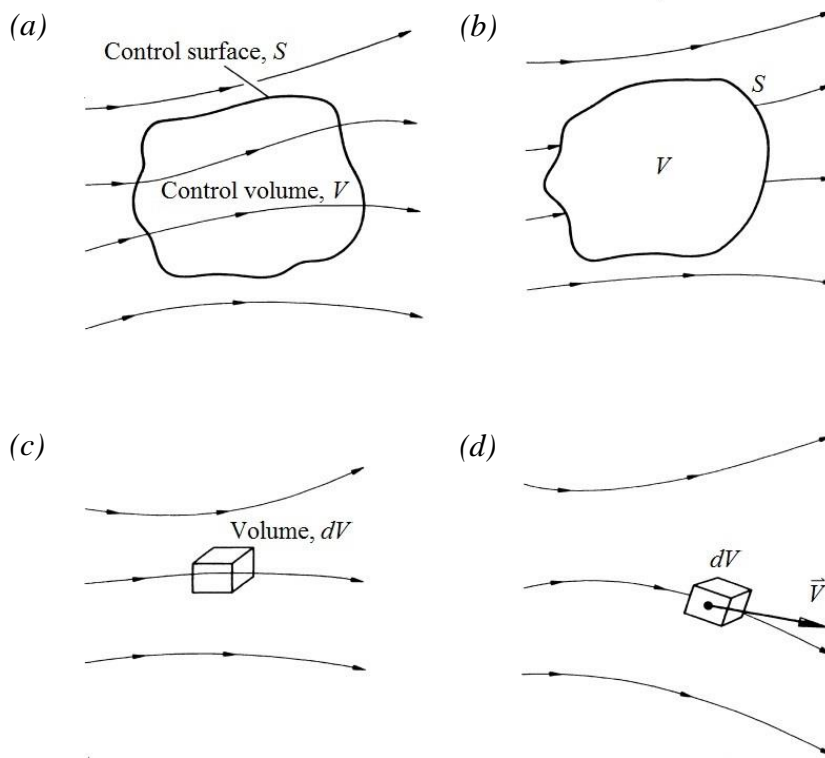 (a)
Control surface, S
Control volume, V
(b)
S
V
(c)
Volume, dV
(d)
dV
V⃗